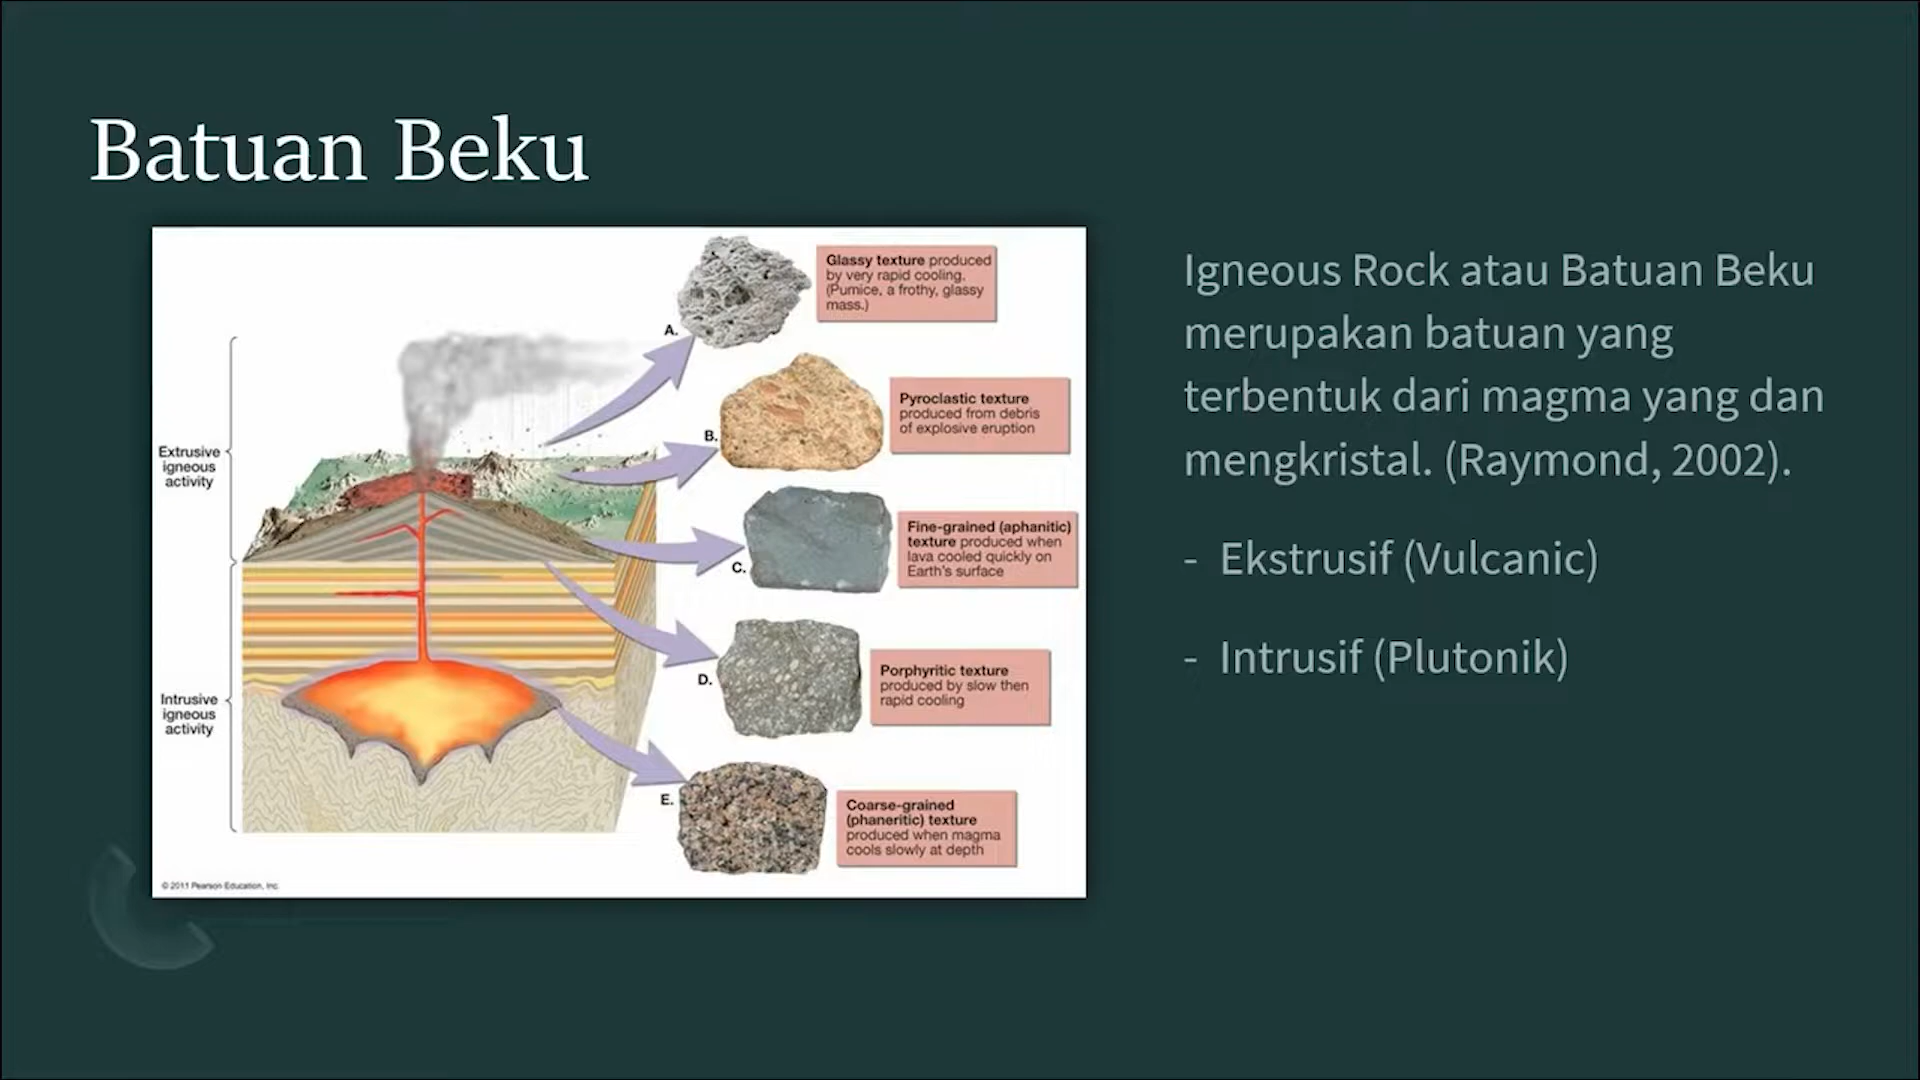 Batuan Beku
Glassy texture produced
by very rapid cooling.
(Pumice, a frothy, glassy
mass.)
A.
Pyroclastic texture
produced from debris
of explosive eruption
B.
Extrusive
igneous
activity
Fine-grained (aphanitic)
texture produced when
lava cooled quickly on
Earth's surface
C.
Porphyritic texture
produced by slow then
rapid cooling
D.
Intrusive
igneous
activity
E.
Coarse-grained
(phaneritic) texture
produced when magma
cools slowly at depth
© 2011 Pearson Education, Inc.
Igneous Rock atau Batuan Beku
merupakan batuan yang
terbentuk dari magma yang dan
mengkristal. (Raymond, 2002).
- Ekstrusif (Vulcanic)
- Intrusif (Plutonik)